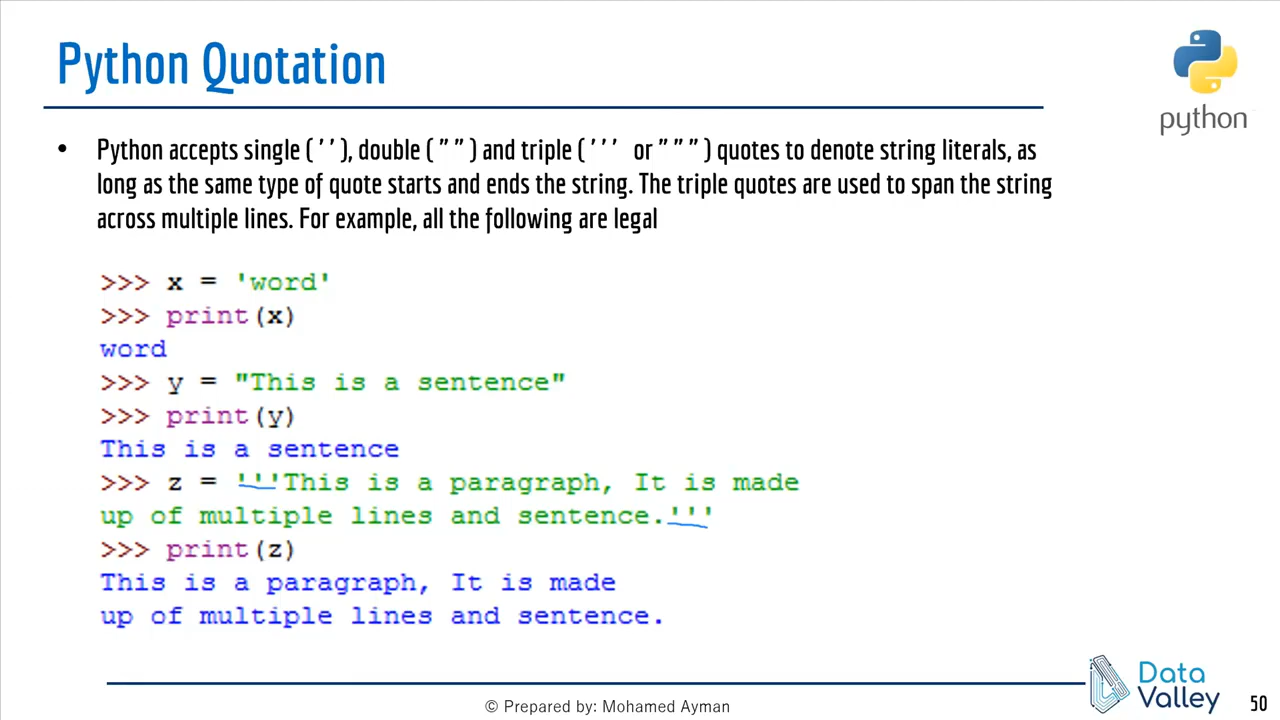 Python Quotation
python
• Python accepts single (' '), double (" ") and triple (' ' ' or " " ") quotes to denote string literals, as
long as the same type of quote starts and ends the string. The triple quotes are used to span the string
across multiple lines. For example, all the following are legal
>>> x = 'word'
>>> print(x)
word
>>> y = "This is a sentence"
>>> print(y)
This is a sentence
>>> z = '''This is a paragraph, It is made
up of multiple lines and sentence.'''
>>> print(z)
This is a paragraph, It is made
up of multiple lines and sentence.
Data
Valley
© Prepared by: Mohamed Ayman
50